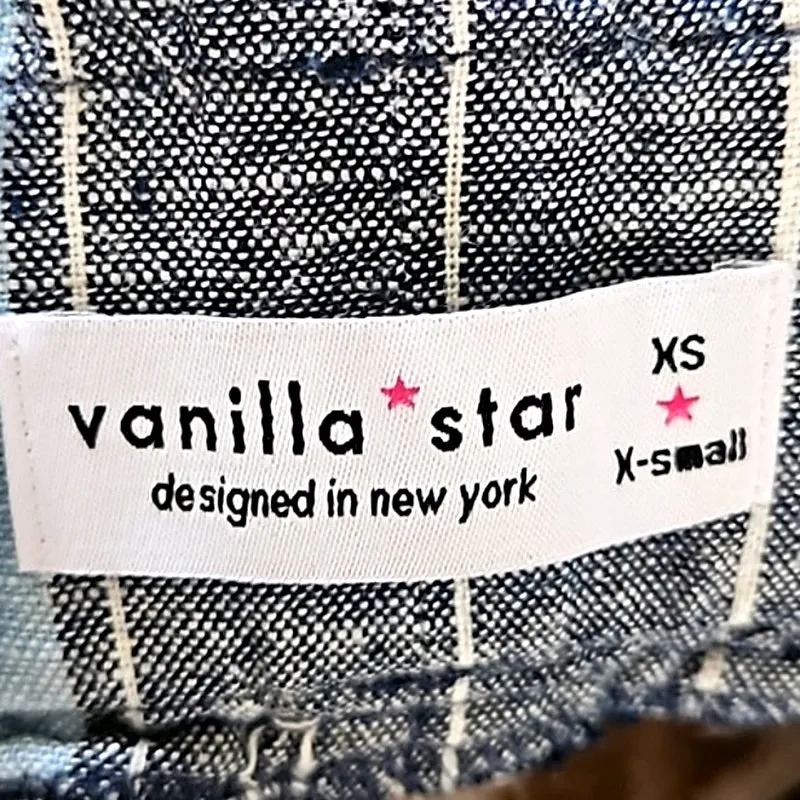 vanilla★star
designed in new york
XS
★
X-small